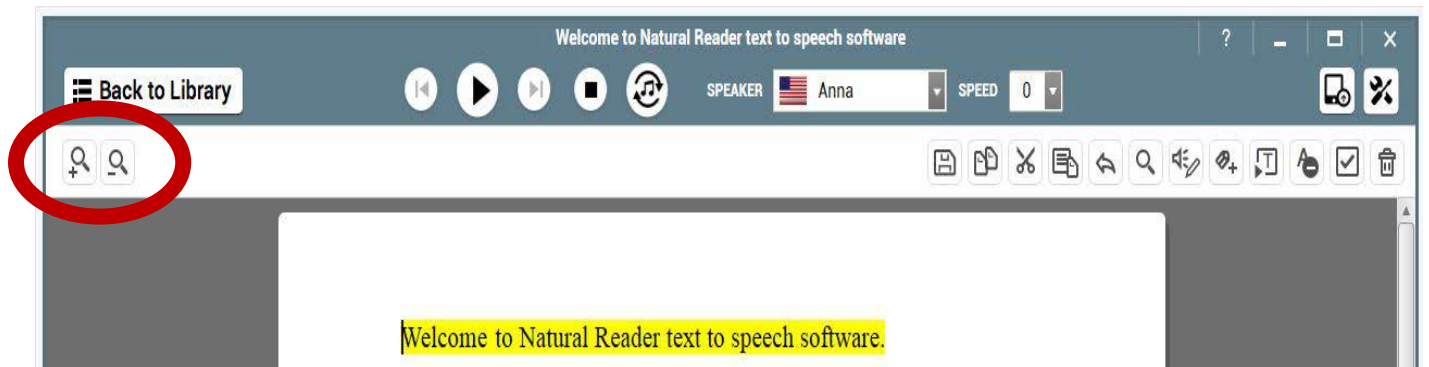 Welcome to Natural Reader text to speech software
Back to Library
SPEAKER Anna SPEED 0
Welcome to Natural Reader text to speech software.